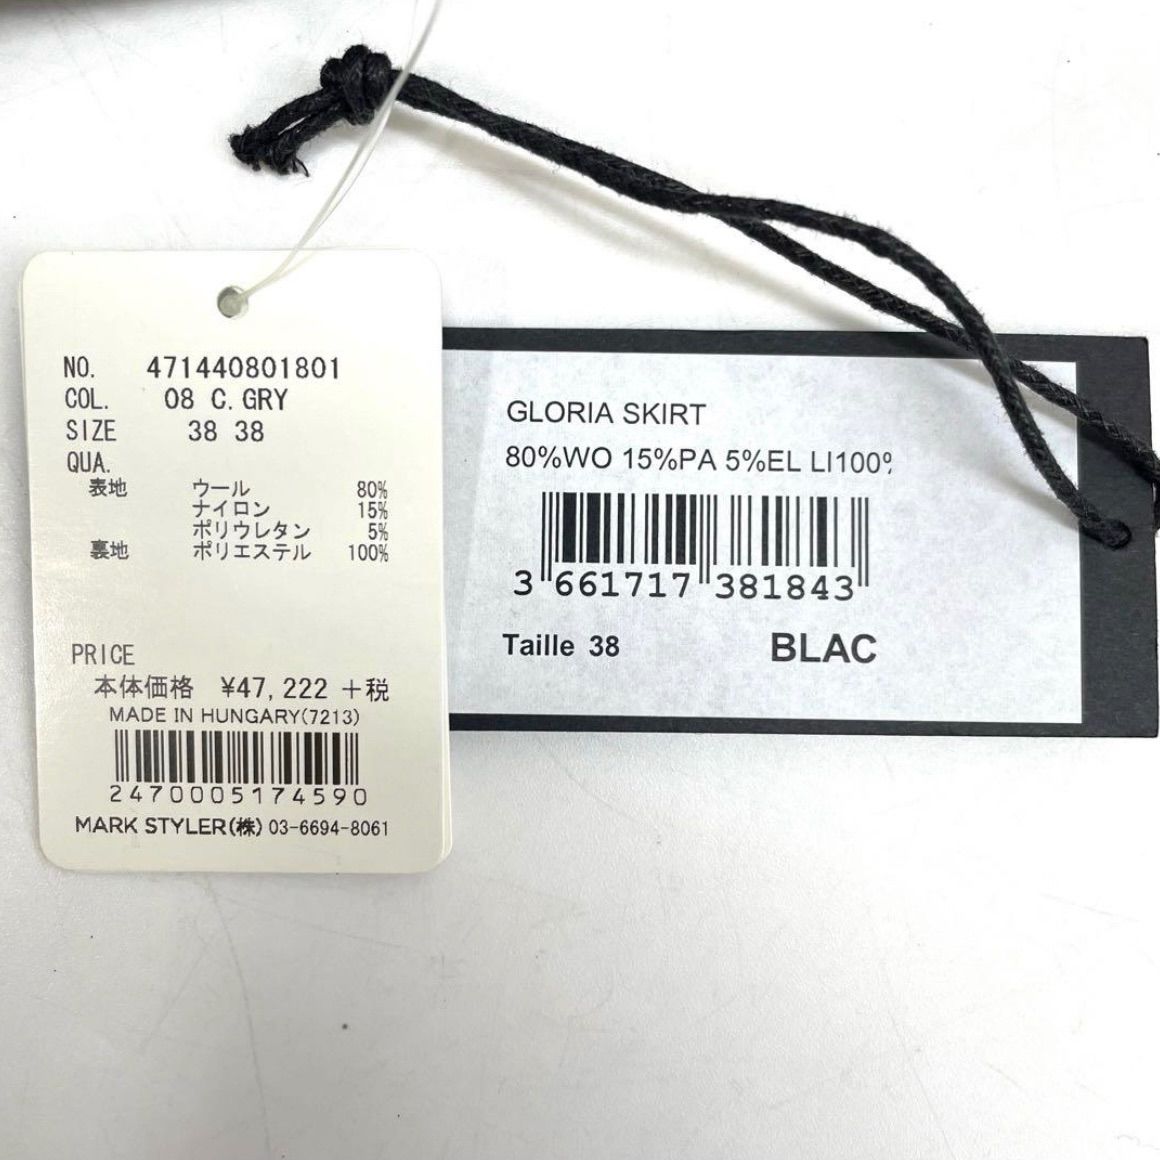 NO. 471440801801
COL. 08 C.GRY
SIZE 38 38
QUA.
表地 ウール 80%
ナイロン 15%
ポリウレタン 5%
裏地 ポリエステル 100%
PRICE
本体価格 ¥47,222 +税
MADE IN HUNGARY(7213)
2470005174590
MARK STYLER(株) 03-6694-8061
GLORIA SKIRT
80%WO 15%PA 5%EL LI100%
3 661717 381843
Taille 38 BLAC